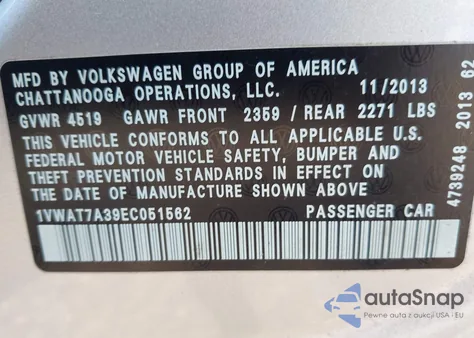 MFD BY VOLKSWAGEN GROUP OF AMERICA
CHATTANOOGA OPERATIONS, LLC. 11/2013
GVWR 4519 GAWR FRONT 2359 / REAR 2271 LBS
THIS VEHICLE CONFORMS TO ALL APPLICABLE U.S.
FEDERAL MOTOR VEHICLE SAFETY, BUMPER AND
THEFT PREVENTION STANDARDS IN EFFECT ON
THE DATE OF MANUFACTURE SHOWN ABOVE.
1VWAT7A39EC051562 PASSENGER CAR
4739248 2013 62
autoSnap
Pewne auta z aukcji USA - EU